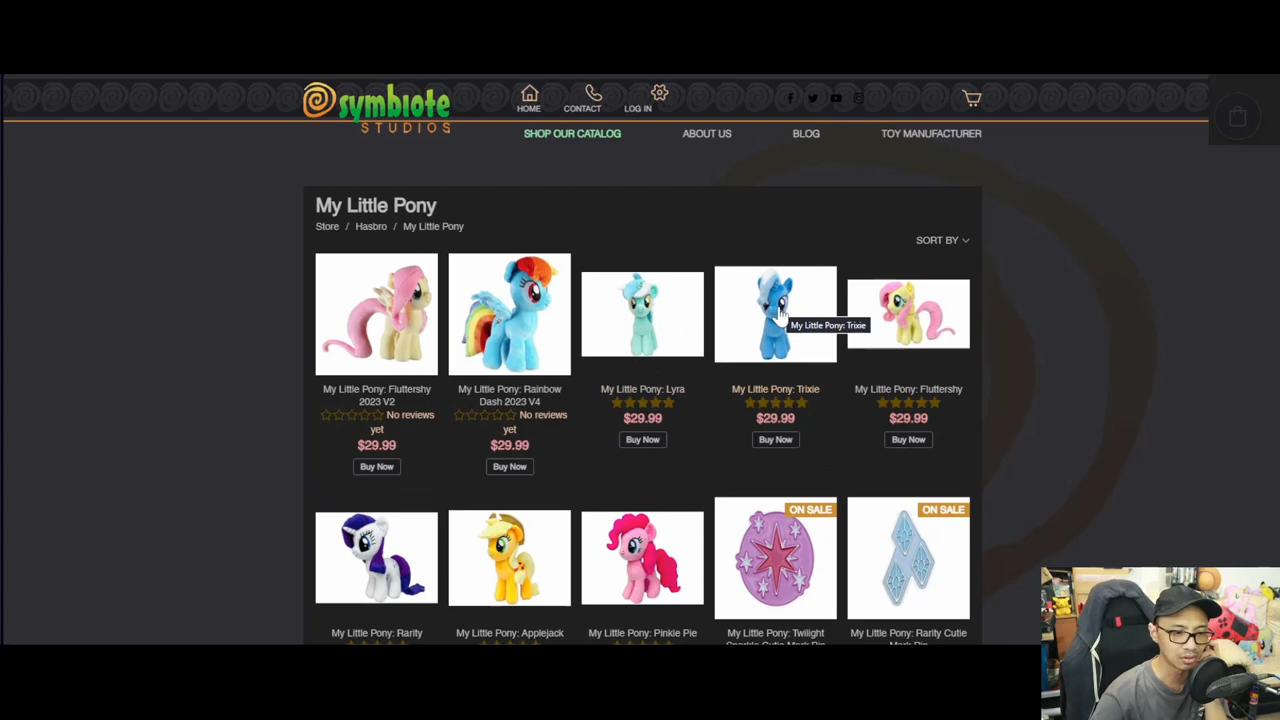 symbiote
STUDIOS
HOME
CONTACT
LOG IN
SHOP OUR CATALOG
ABOUT US
BLOG
TOY MANUFACTURER
My Little Pony
Store / Hasbro / My Little Pony
SORT BY
My Little Pony: Trixie
My Little Pony: Fluttershy
2023 V2
No reviews
yet
$29.99
Buy Now
My Little Pony: Rainbow
Dash 2023 V4
No reviews
yet
$29.99
Buy Now
My Little Pony: Lyra
$29.99
Buy Now
My Little Pony: Trixie
$29.99
Buy Now
My Little Pony: Fluttershy
$29.99
Buy Now
My Little Pony: Rarity
My Little Pony: Applejack
My Little Pony: Pinkie Pie
ON SALE
My Little Pony: Twilight
Sparkle Cutie Mark Pin
ON SALE
My Little Pony: Rarity Cutie
Mark Pin